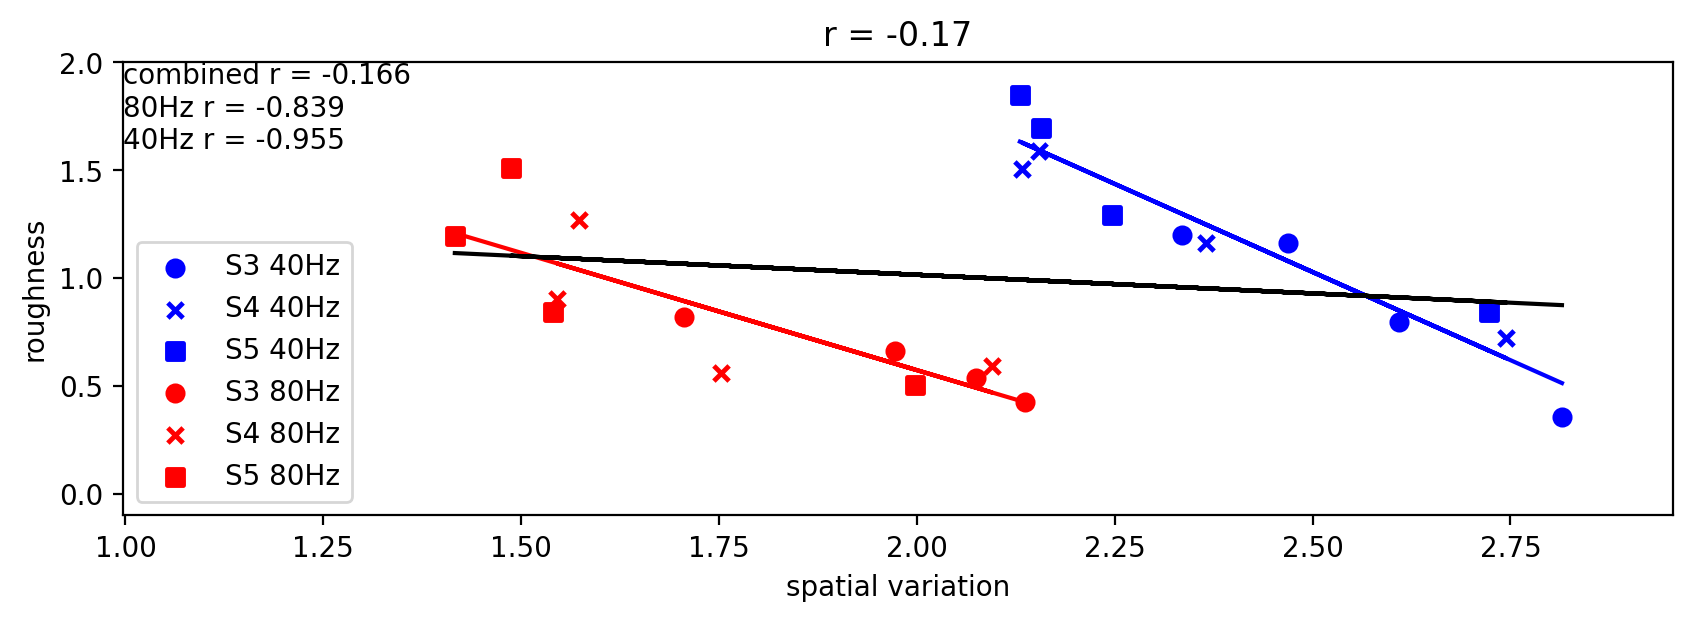 r = -0.17
combined r = -0.166
80Hz r = -0.839
40Hz r = -0.955
2.0
1.5
1.0
0.5
0.0
roughness
S3 40Hz
S4 40Hz
S5 40Hz
S3 80Hz
S4 80Hz
S5 80Hz
1.00 1.25 1.50 1.75 2.00 2.25 2.50 2.75
spatial variation